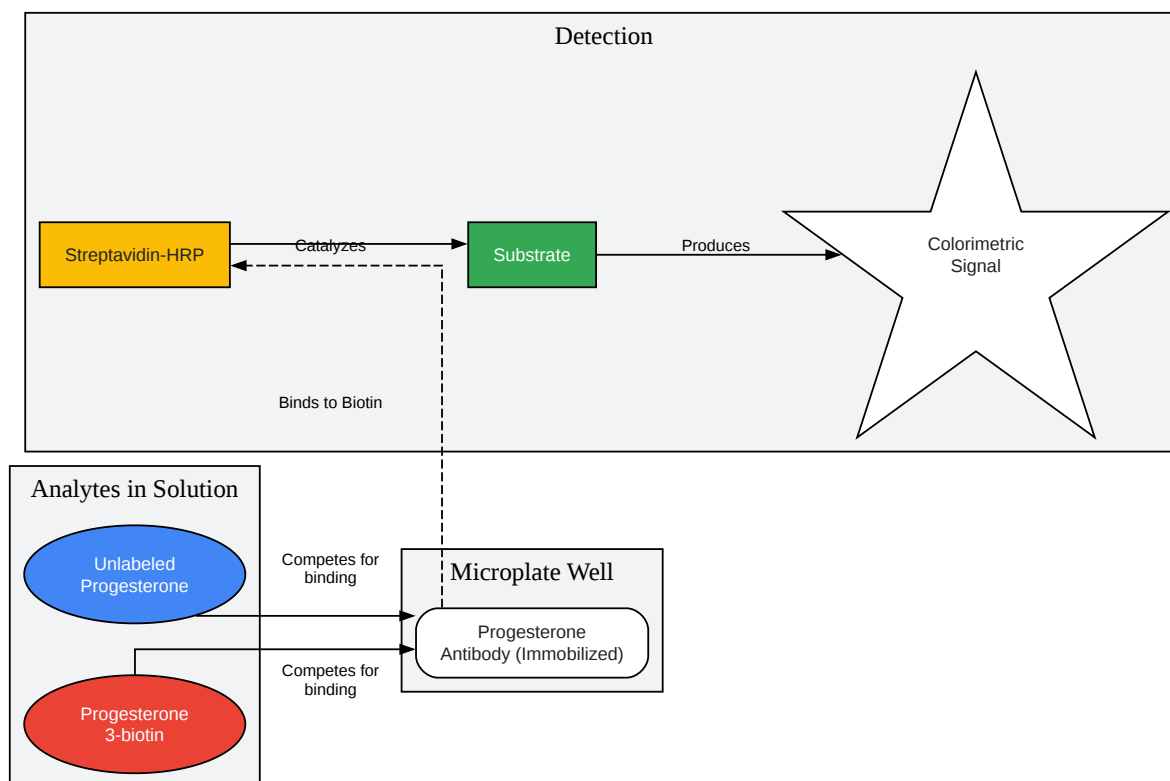 Detection
Streptavidin-HRP
Catalyzes
Substrate
Produces
Colorimetric
Signal
Binds to Biotin
Analytes in Solution
Unlabeled
Progesterone
Competes for
binding
Microplate Well
Progesterone
Antibody (Immobilized)
Competes for
binding
Progesterone
3-biotin